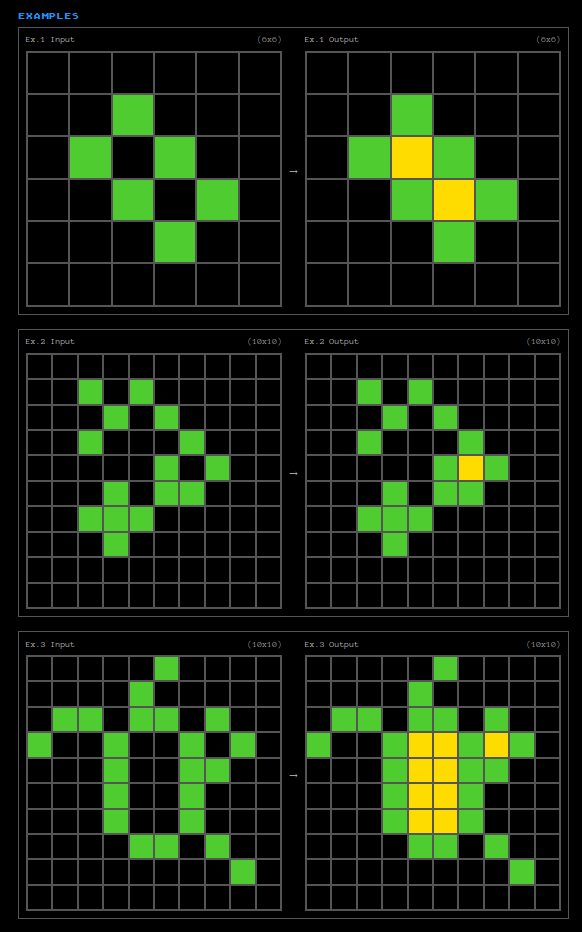 EXAMPLES
Ex.1 Input (6x6) Ex.1 Output (6x6)
→
Ex.2 Input (10x10) Ex.2 Output (10x10)
→
Ex.3 Input (10x10) Ex.3 Output (10x10)
→